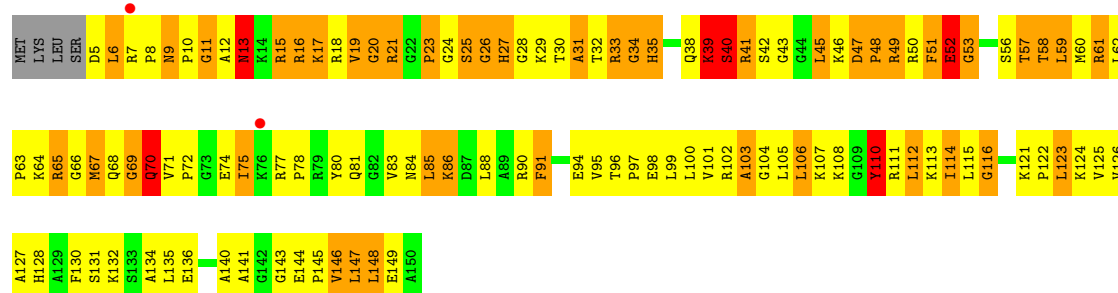 MET LYS LEU SER D5 L6 R7 P8 N9 P10 G11 A12 N13 K14 R15 R16 K17 R18 V19 G20 R21 G22 P23 G24 S25 G26 H27 G28 K29 T30 A31 T32 R33 G34 H35 Q38 K39 S40 R41 S42 G43 G44 L45 K46 D47 P48 R49 R50 F51 E52 G53 S56 T57 T58 L59 M60 R61 L62
P63 K64 R65 G66 M67 Q68 G69 Q70 V71 P72 G73 E74 I75 K76 R77 P78 R79 Y80 Q81 G82 V83 N84 L85 K86 D87 L88 A89 R90 F91 E94 V95 T96 P97 E98 L99 L100 V101 R102 A103 G104 L105 L106 K107 K108 G109 Y110 R111 L112 K113 I114 L115 G116 K121 P122 L123 K124 V125 V126
A127 H128 A129 F130 S131 K132 S133 A134 L135 E136 A140 A141 G142 G143 E144 P145 V146 L147 L148 E149 A150